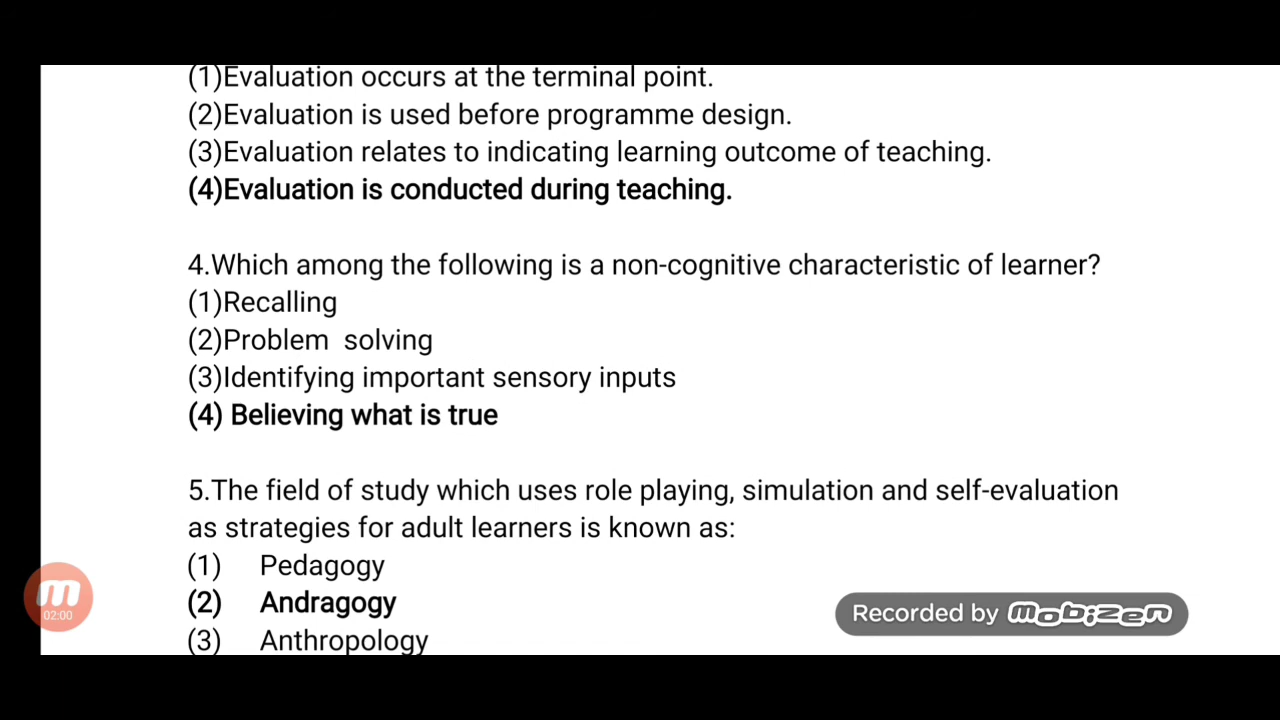 (1)Evaluation occurs at the terminal point.
(2)Evaluation is used before programme design.
(3)Evaluation relates to indicating learning outcome of teaching.
(4)Evaluation is conducted during teaching.
4.Which among the following is a non-cognitive characteristic of learner?
(1)Recalling
(2)Problem solving
(3)Identifying important sensory inputs
(4) Believing what is true
5.The field of study which uses role playing, simulation and self-evaluation
as strategies for adult learners is known as:
(1) Pedagogy
(2) Andragogy
(3) Anthropology
m
02:00
Recorded by mobizen